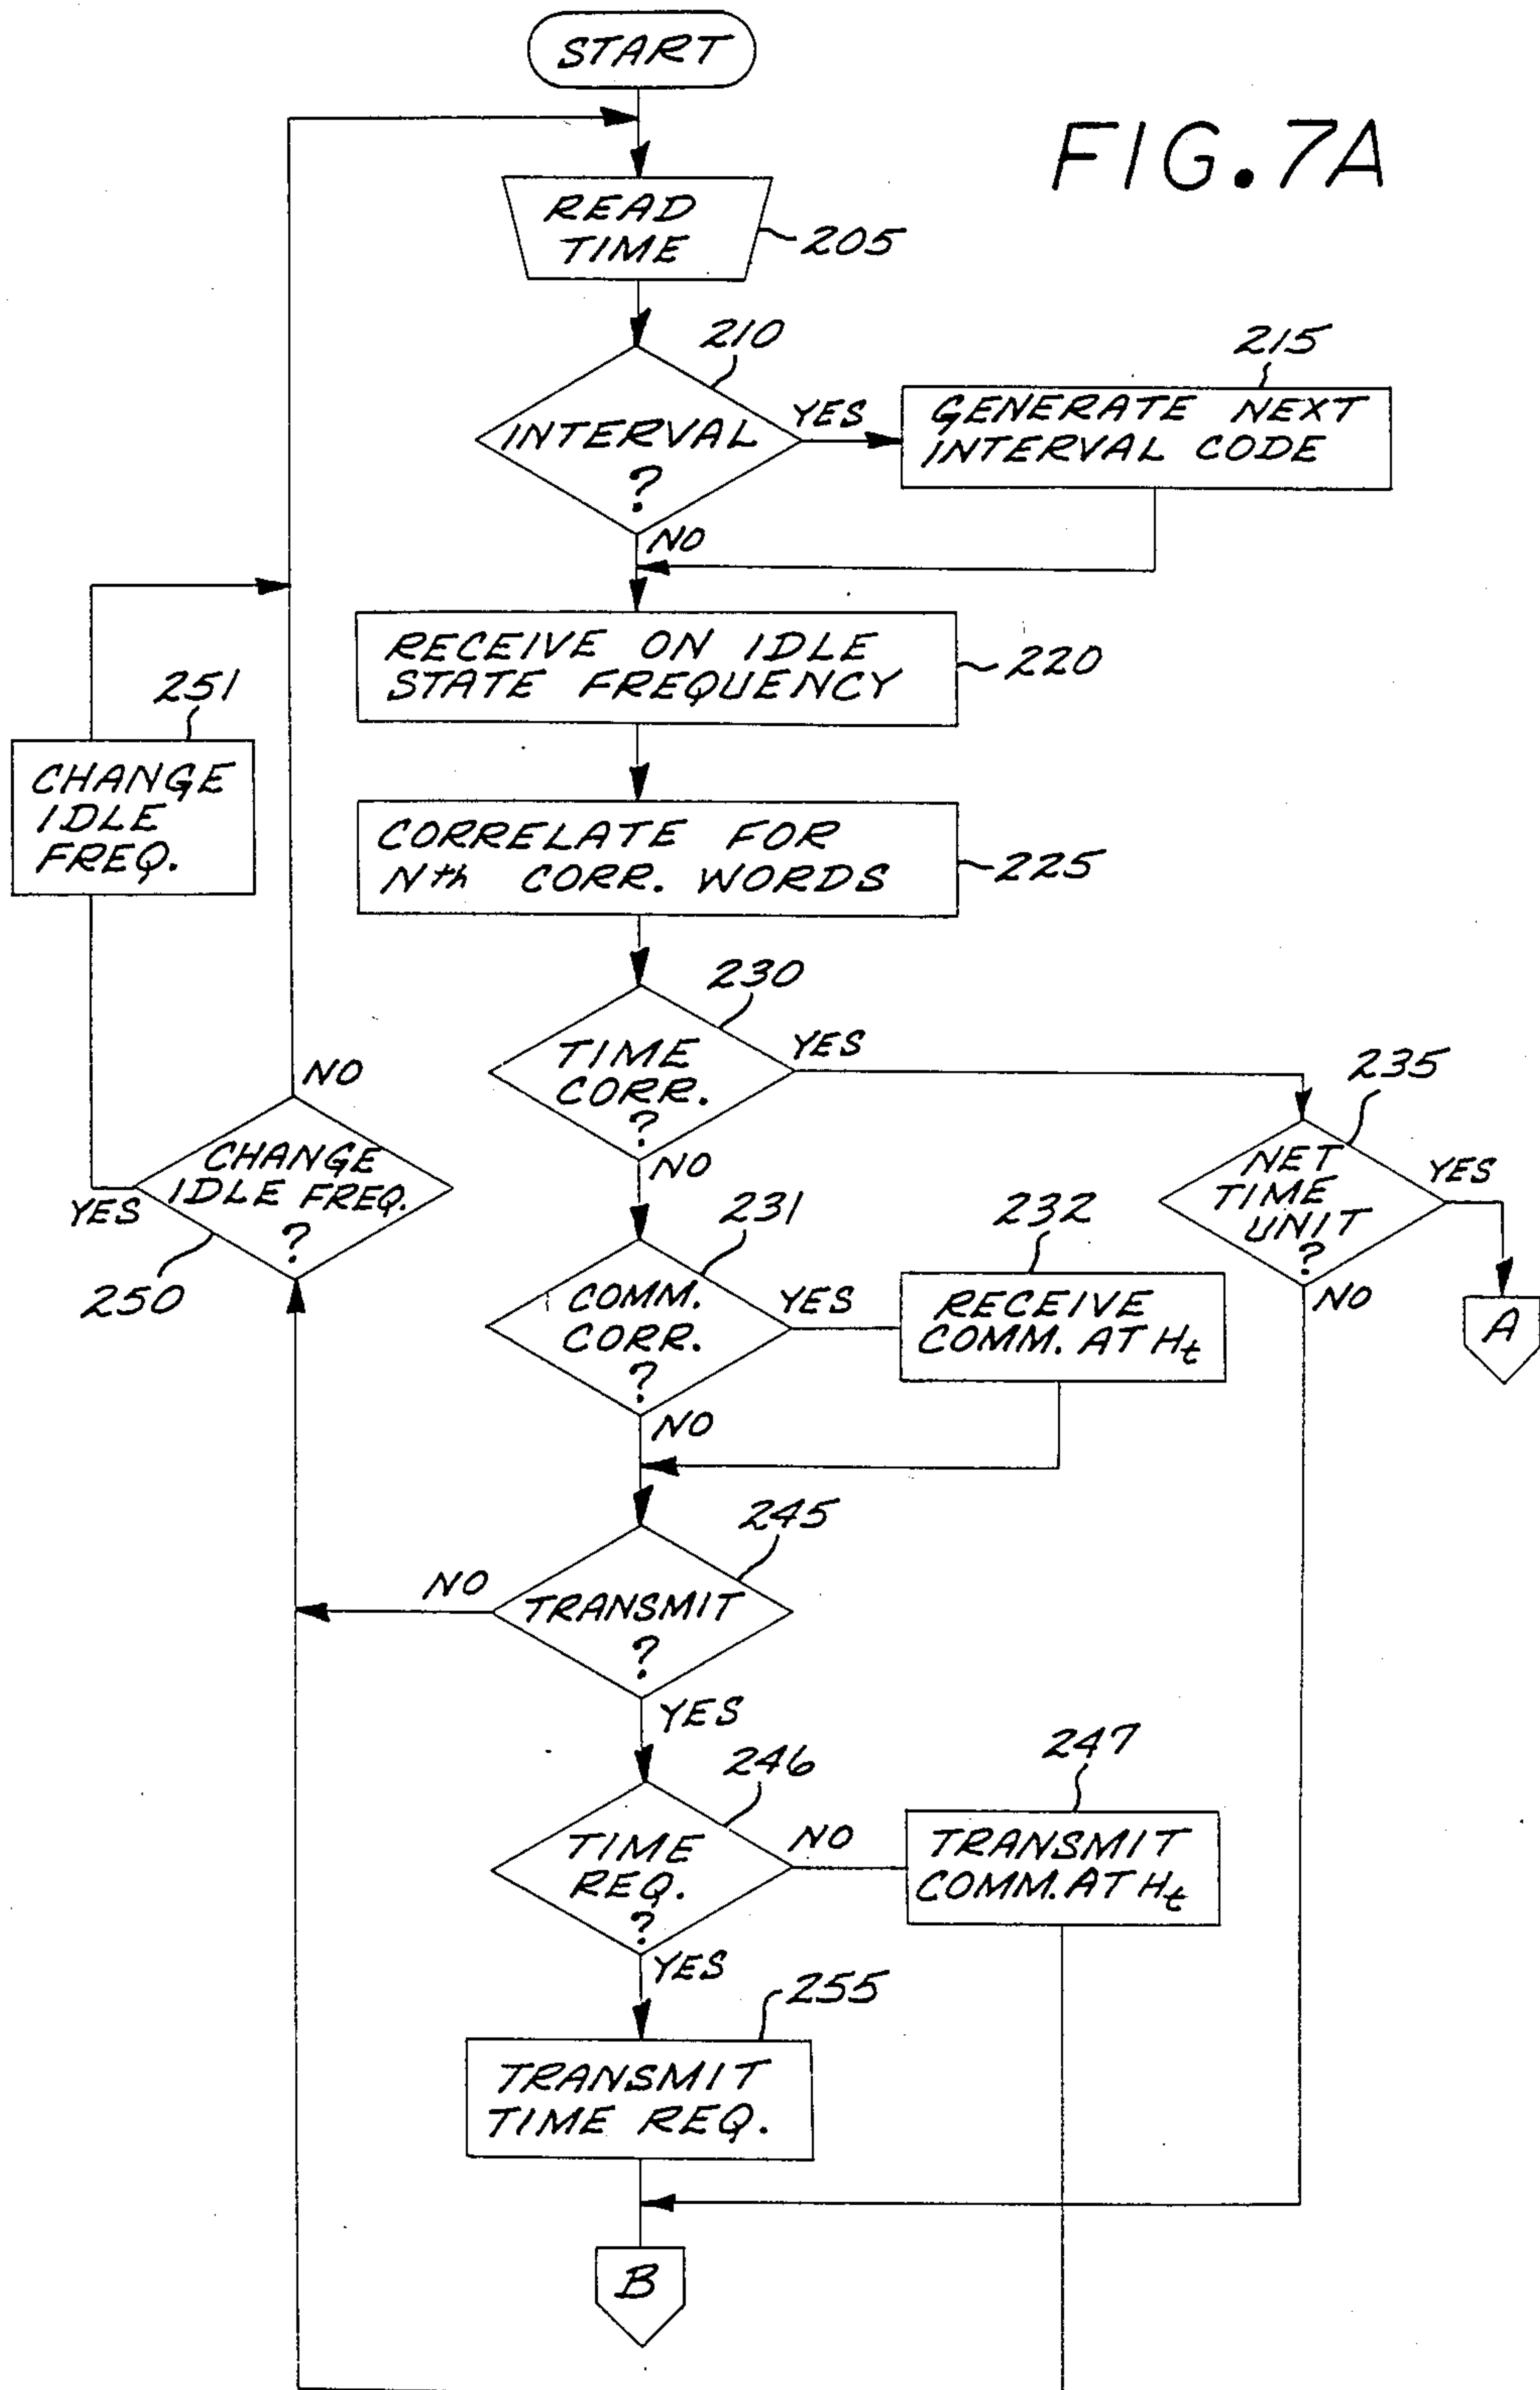 START
FIG. 7A
READ
TIME
205
210
215
INTERVAL
?
YES
GENERATE NEXT
INTERVAL CODE
NO
RECEIVE ON IDLE
STATE FREQUENCY
220
251
CHANGE
IDLE
FREQ.
CORRELATE FOR
Nth CORR. WORDS
225
230
TIME
CORR.
?
YES
NO
235
NET
TIME
UNIT
?
YES
NO
A
NO
CHANGE
IDLE FREQ.
?
YES
250
231
COMM.
CORR.
?
YES
232
RECEIVE
COMM. AT Ht
NO
245
NO
TRANSMIT
?
YES
246
TIME
REQ.
?
NO
247
TRANSMIT
COMM. AT Ht
YES
255
TRANSMIT
TIME REQ.
B